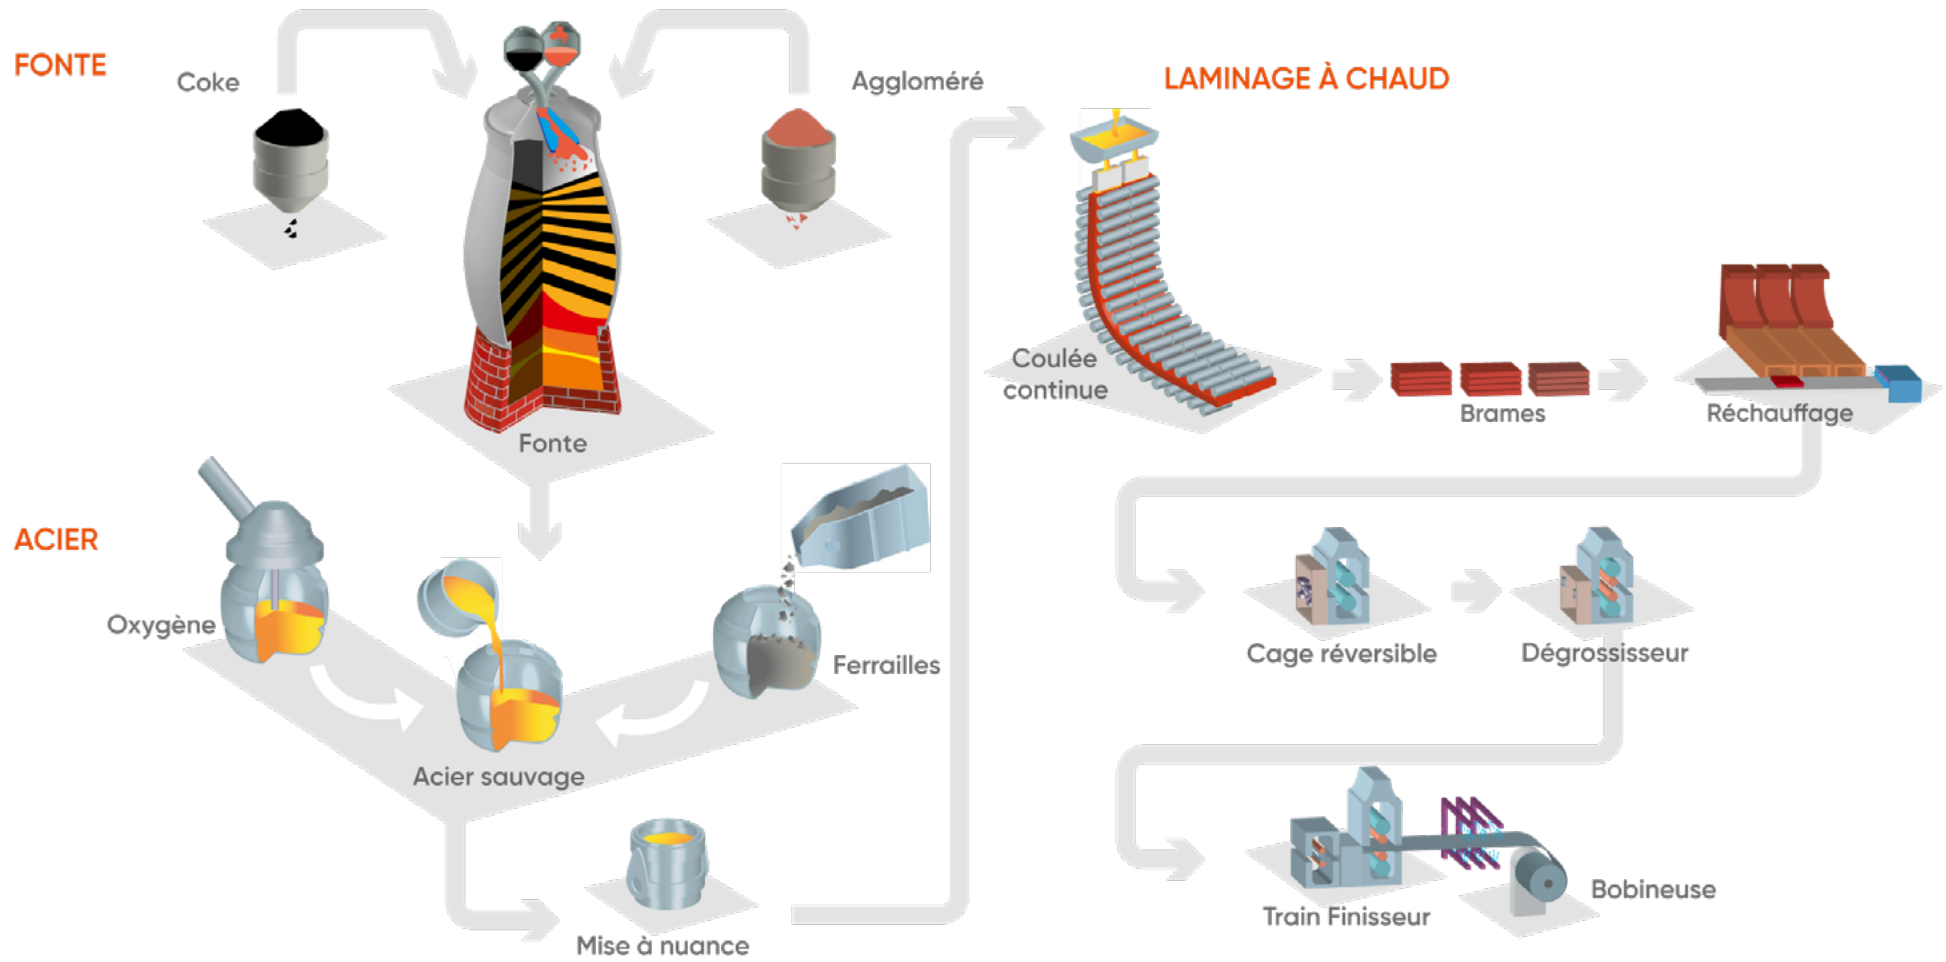 FONTE
Coke
Aggloméré
Fonte
ACIER
Oxygène
Ferrailles
Acier sauvage
Mise à nuance
LAMINAGE À CHAUD
Coulée
continue
Brames
Réchauffage
Cage réversible
Dégrossisseur
Train Finisseur
Bobineuse